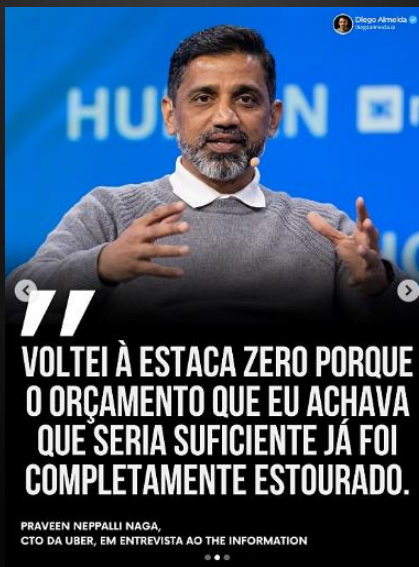 Diego Almeida
diegoalmeida.ai
HUM N
VOLTEI À ESTACA ZERO PORQUE
O ORÇAMENTO QUE EU ACHAVA
QUE SERIA SUFICIENTE JÁ FOI
COMPLETAMENTE ESTOURADO.
PRAVEEN NEPPALLI NAGA,
CTO DA UBER, EM ENTREVISTA AO THE INFORMATION